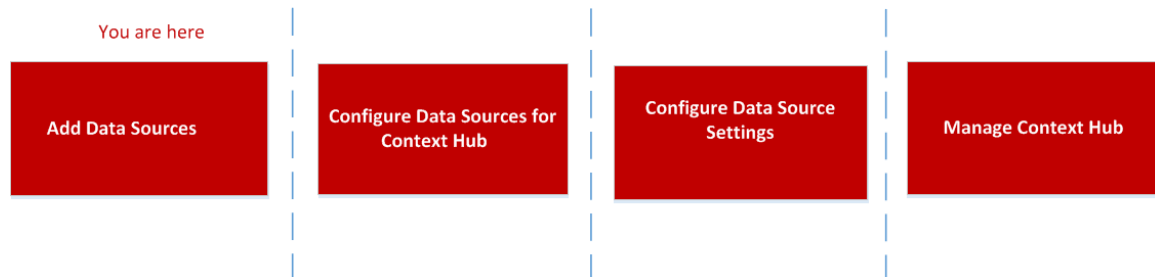 You are here
Add Data Sources
Configure Data Sources for
Context Hub
Configure Data Source
Settings
Manage Context Hub